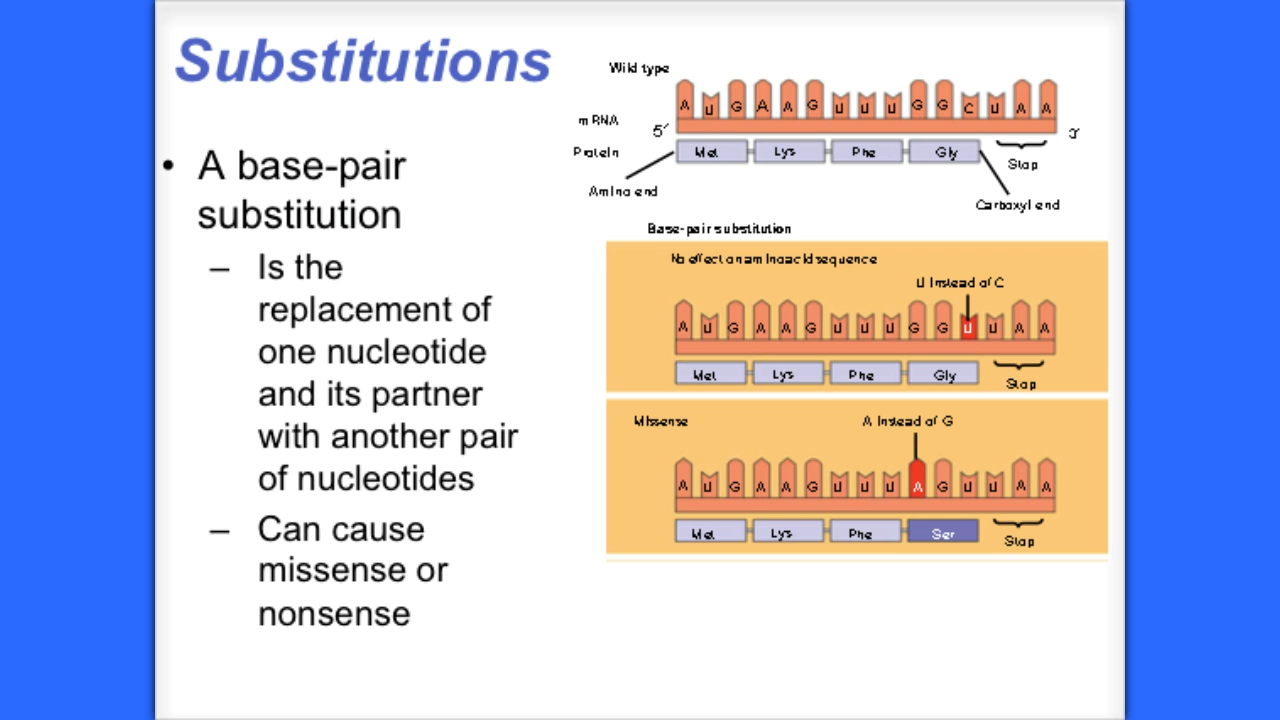 Substitutions
• A base-pair
substitution
– Is the
replacement of
one nucleotide
and its partner
with another pair
of nucleotides
– Can cause
missense or
nonsense
Wild type
A U G A A G U U U G G C U A A
mRNA
5′
3′
Protein
Met Lys Phe Gly
Stop
Amino end
Carboxyl end
Base-pair substitution
No effect on amino acid sequence
U instead of C
A U G A A G U U U G G U U A A
Met Lys Phe Gly
Stop
Missense
A instead of G
A U G A A G U U U A G U U A A
Met Lys Phe Ser
Stop